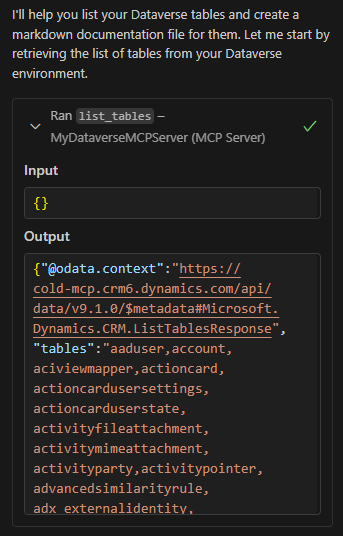 I'll help you list your Dataverse tables and create a
markdown documentation file for them. Let me start by
retrieving the list of tables from your Dataverse
environment.
Ran list_tables –
MyDataverseMCPServer (MCP Server)
Input
{}
Output
{"@odata.context":"https://
cold-mcp.crm6.dynamics.com/api/
data/v9.1.0/$metadata#Microsoft.
Dynamics.CRM.ListTablesResponse",
"tables":"aaduser,account,
aciviewmapper,actioncard,
actioncardusersettings,
actioncarduserstate,
activityfileattachment,
activitymimeattachment,
activityparty,activitypointer,
advancedsimilarityrule,
adx_externalidentity,